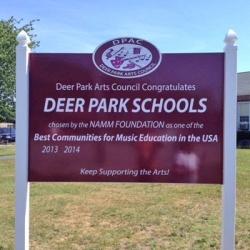 DPAC
DEER PARK ARTS COUNCIL
Deer Park Arts Council Congratulates
DEER PARK SCHOOLS
chosen by the NAMM FOUNDATION as one of the
Best Communities for Music Education in the USA
2013 2014
Keep Supporting the Arts!